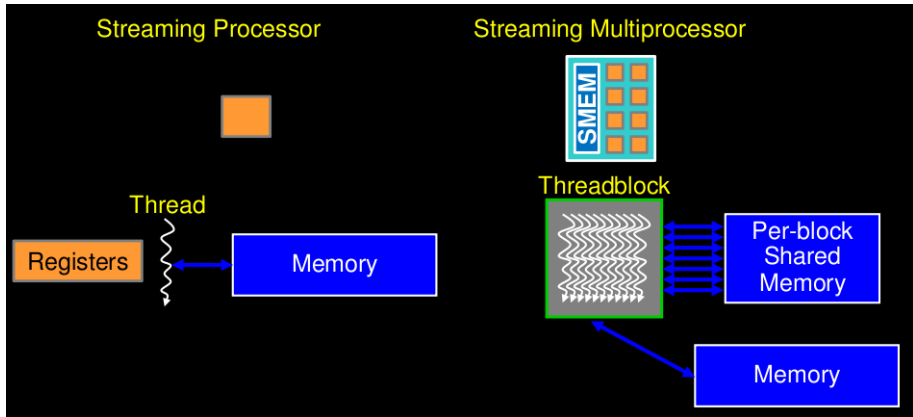 Streaming Processor
Streaming Multiprocessor
SMEM
Threadblock
Thread
Registers
Memory
Per-block
Shared
Memory
Memory